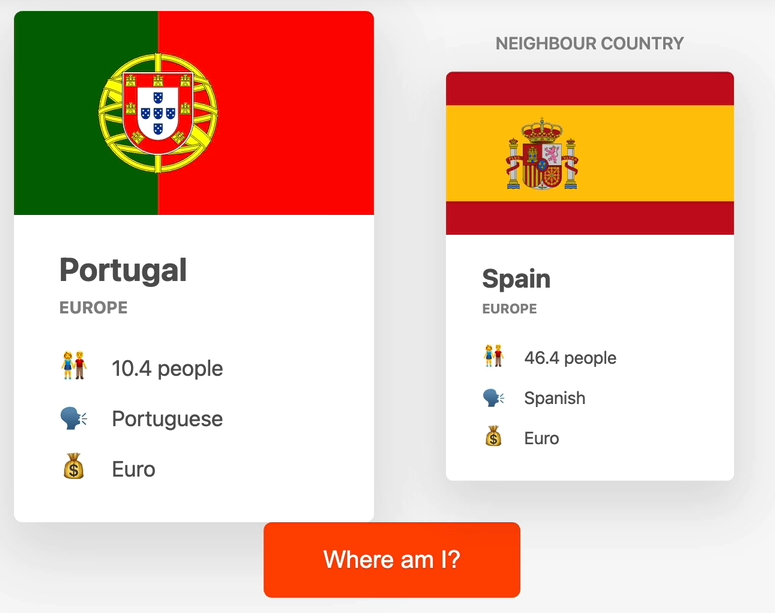 Portugal
EUROPE
10.4 people
Portuguese
Euro
NEIGHBOUR COUNTRY
Spain
EUROPE
46.4 people
Spanish
Euro
Where am I?